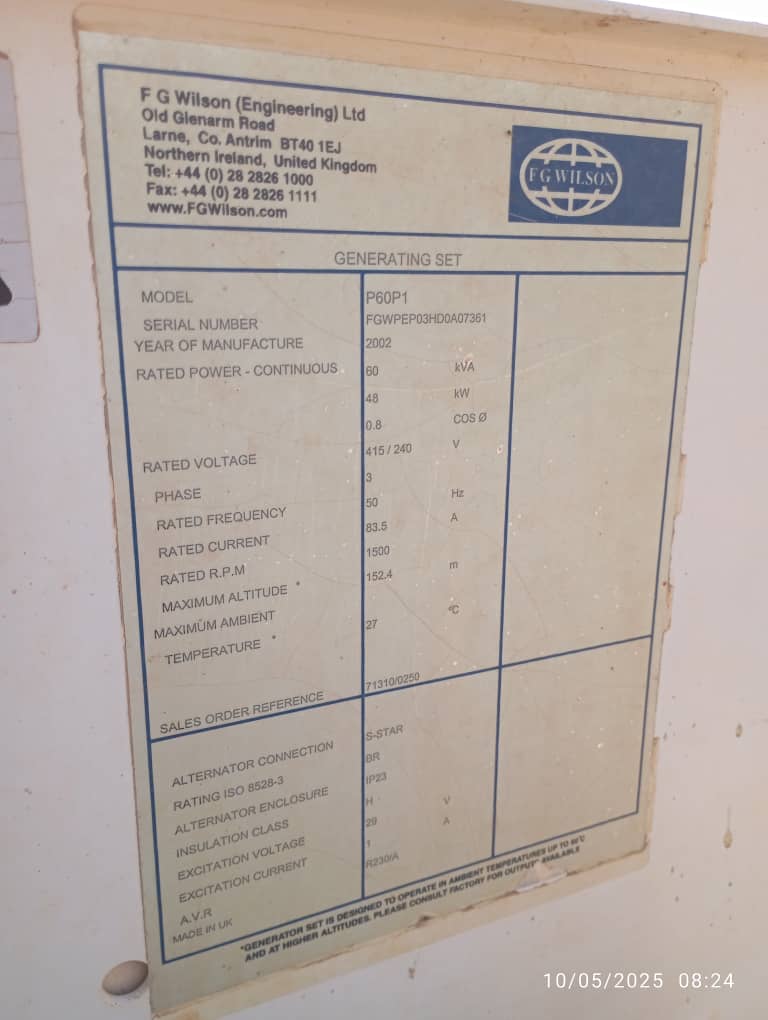 F G Wilson (Engineering) Ltd
Old Glenarm Road
Larne, Co. Antrim BT40 1EJ
Northern Ireland, United Kingdom
Tel: +44 (0) 28 2826 1000
Fax: +44 (0) 28 2826 1111
www.FGWilson.com
F G WILSON
GENERATING SET
MODEL P60P1
SERIAL NUMBER FGWPEP03HD0A07361
YEAR OF MANUFACTURE 2002
RATED POWER - CONTINUOUS 60 kVA
48 kW
0.8 COS Ø
RATED VOLTAGE 415 / 240 V
PHASE 3
RATED FREQUENCY 50 Hz
RATED CURRENT 83.5 A
RATED R.P.M 1500
MAXIMUM ALTITUDE * 152.4 m
MAXIMUM AMBIENT
TEMPERATURE * 27 ºC
SALES ORDER REFERENCE 71310/0250
ALTERNATOR CONNECTION S-STAR
RATING ISO 8528-3 BR
ALTERNATOR ENCLOSURE IP23
INSULATION CLASS H
EXCITATION VOLTAGE 29 V
EXCITATION CURRENT 1 A
A.V.R R230/A
MADE IN UK
*GENERATOR SET IS DESIGNED TO OPERATE IN AMBIENT TEMPERATURES UP TO
AND AT HIGHER ALTITUDES. PLEASE CONSULT FACTORY FOR OUTPUTS AVAILABLE
10/05/2025 08:24